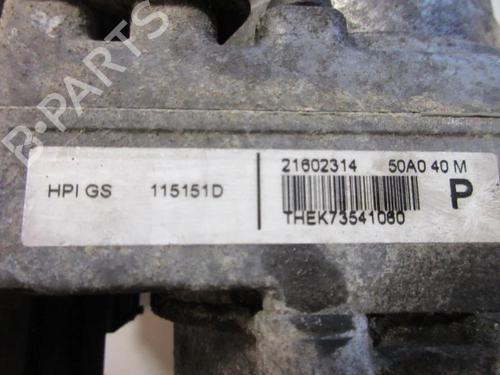 B-PARTS
21602314 50A0 40 M
HPI GS 115151D
P
THEK73541060